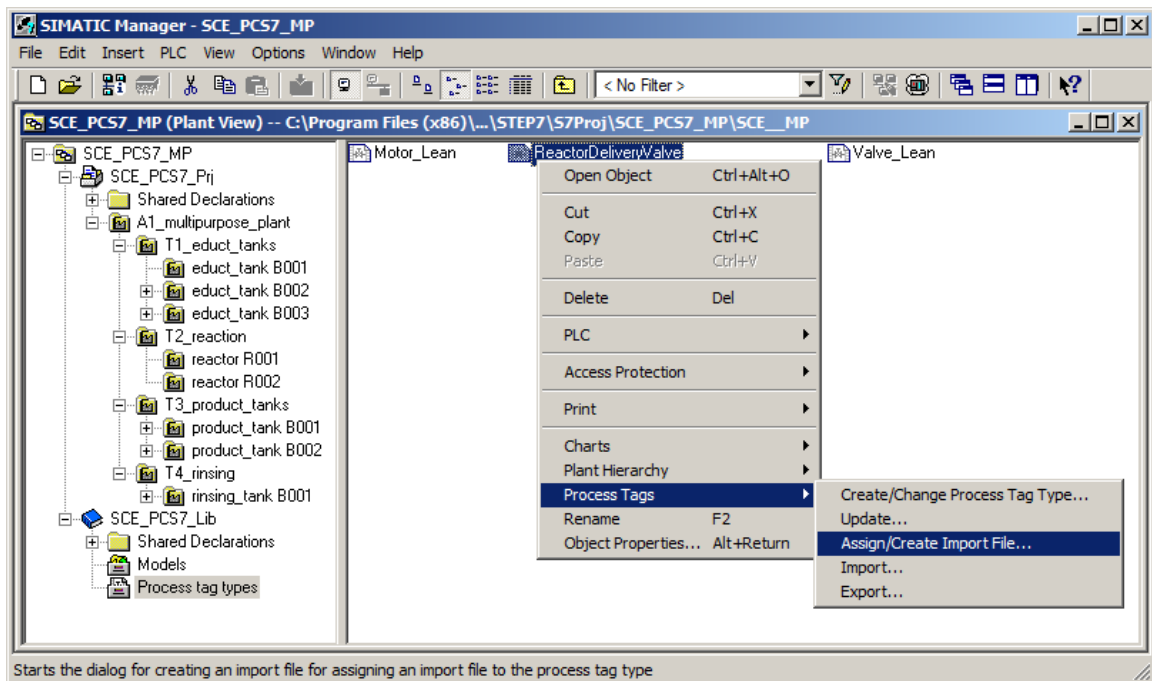 SIMATIC Manager - SCE_PCS7_MP
File Edit Insert PLC View Options Window Help
< No Filter >
SCE_PCS7_MP (Plant View) -- C:\Program Files (x86)\...\STEP7\S7Proj\SCE_PCS7_MP\SCE__MP
SCE_PCS7_MP
SCE_PCS7_Prj
Shared Declarations
A1_multipurpose_plant
T1_educt_tanks
educt_tank B001
educt_tank B002
educt_tank B003
T2_reaction
reactor R001
reactor R002
T3_product_tanks
product_tank B001
product_tank B002
T4_rinsing
rinsing_tank B001
SCE_PCS7_Lib
Shared Declarations
Models
Process tag types
Motor_Lean ReactorDeliveryValve Valve_Lean
Open Object Ctrl+Alt+O
Cut Ctrl+X
Copy Ctrl+C
Paste Ctrl+V
Delete Del
PLC
Access Protection
Print
Charts
Plant Hierarchy
Process Tags
Rename F2
Object Properties... Alt+Return
Create/Change Process Tag Type...
Update...
Assign/Create Import File...
Import...
Export...
Starts the dialog for creating an import file for assigning an import file to the process tag type